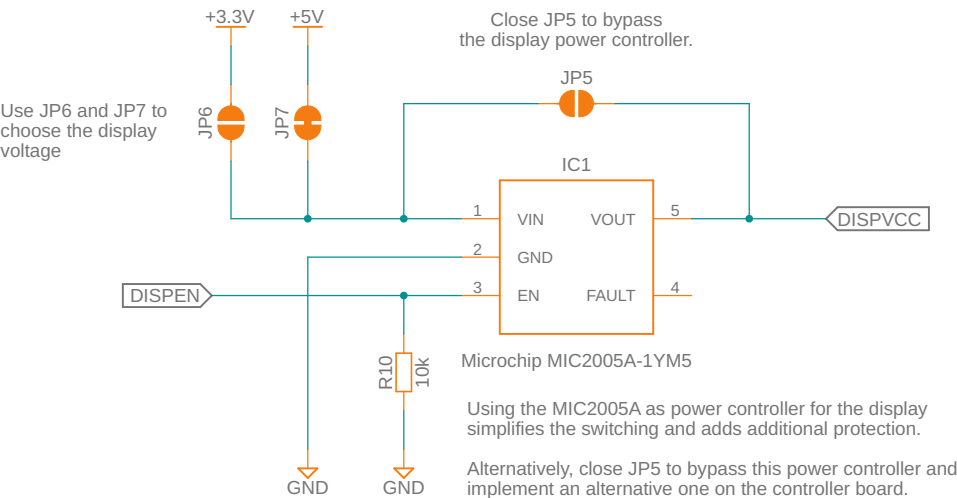 +3.3V
+5V
Close JP5 to bypass
the display power controller.
JP5
Use JP6 and JP7 to
choose the display
voltage
JP6
JP7
IC1
1
VIN
VOUT
5
DISPVCC
2
GND
DISPEN
3
EN
FAULT
4
R10
10k
Microchip MIC2005A-1YM5
Using the MIC2005A as power controller for the display
simplifies the switching and adds additional protection.
Alternatively, close JP5 to bypass this power controller and
implement an alternative one on the controller board.
GND
GND